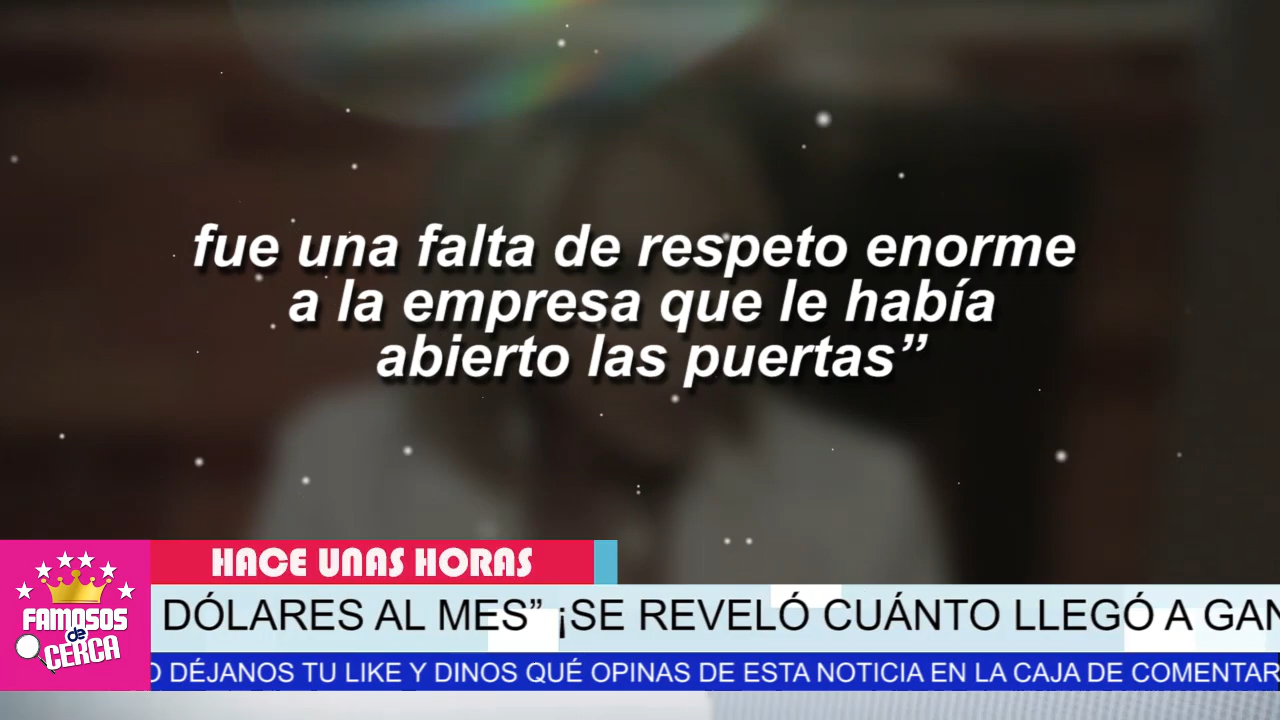 fue una falta de respeto enorme
a la empresa que le había
abierto las puertas”
HACE UNAS HORAS
DÓLARES AL MES” ¡SE REVELÓ CUÁNTO LLEGÓ A GAN
FAMOSOS
de
CERCA
O DÉJANOS TU LIKE Y DINOS QUÉ OPINAS DE ESTA NOTICIA EN LA CAJA DE COMENTAR